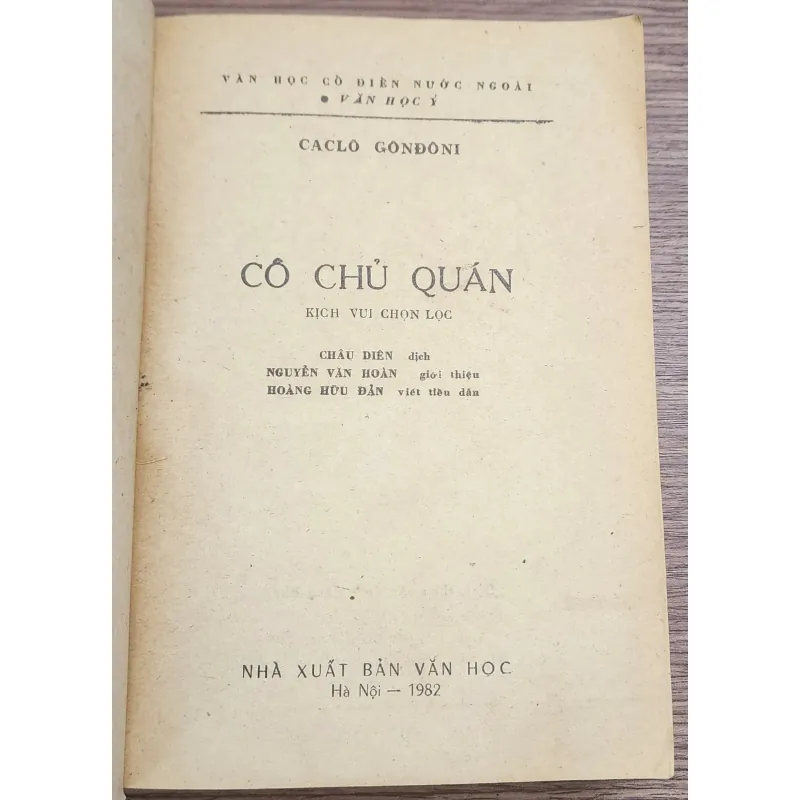 VĂN HỌC CỔ ĐIỂN NƯỚC NGOÀI
● VĂN HỌC Ý
CACLÔ GÔNĐÔNI
CÔ CHỦ QUÁN
KỊCH VUI CHỌN LỌC
CHÂU DIÊN dịch
NGUYỄN VĂN HOÀN giới thiệu
HOÀNG HỮU ĐẢN viết tiểu dẫn
NHÀ XUẤT BẢN VĂN HỌC
Hà Nội — 1982